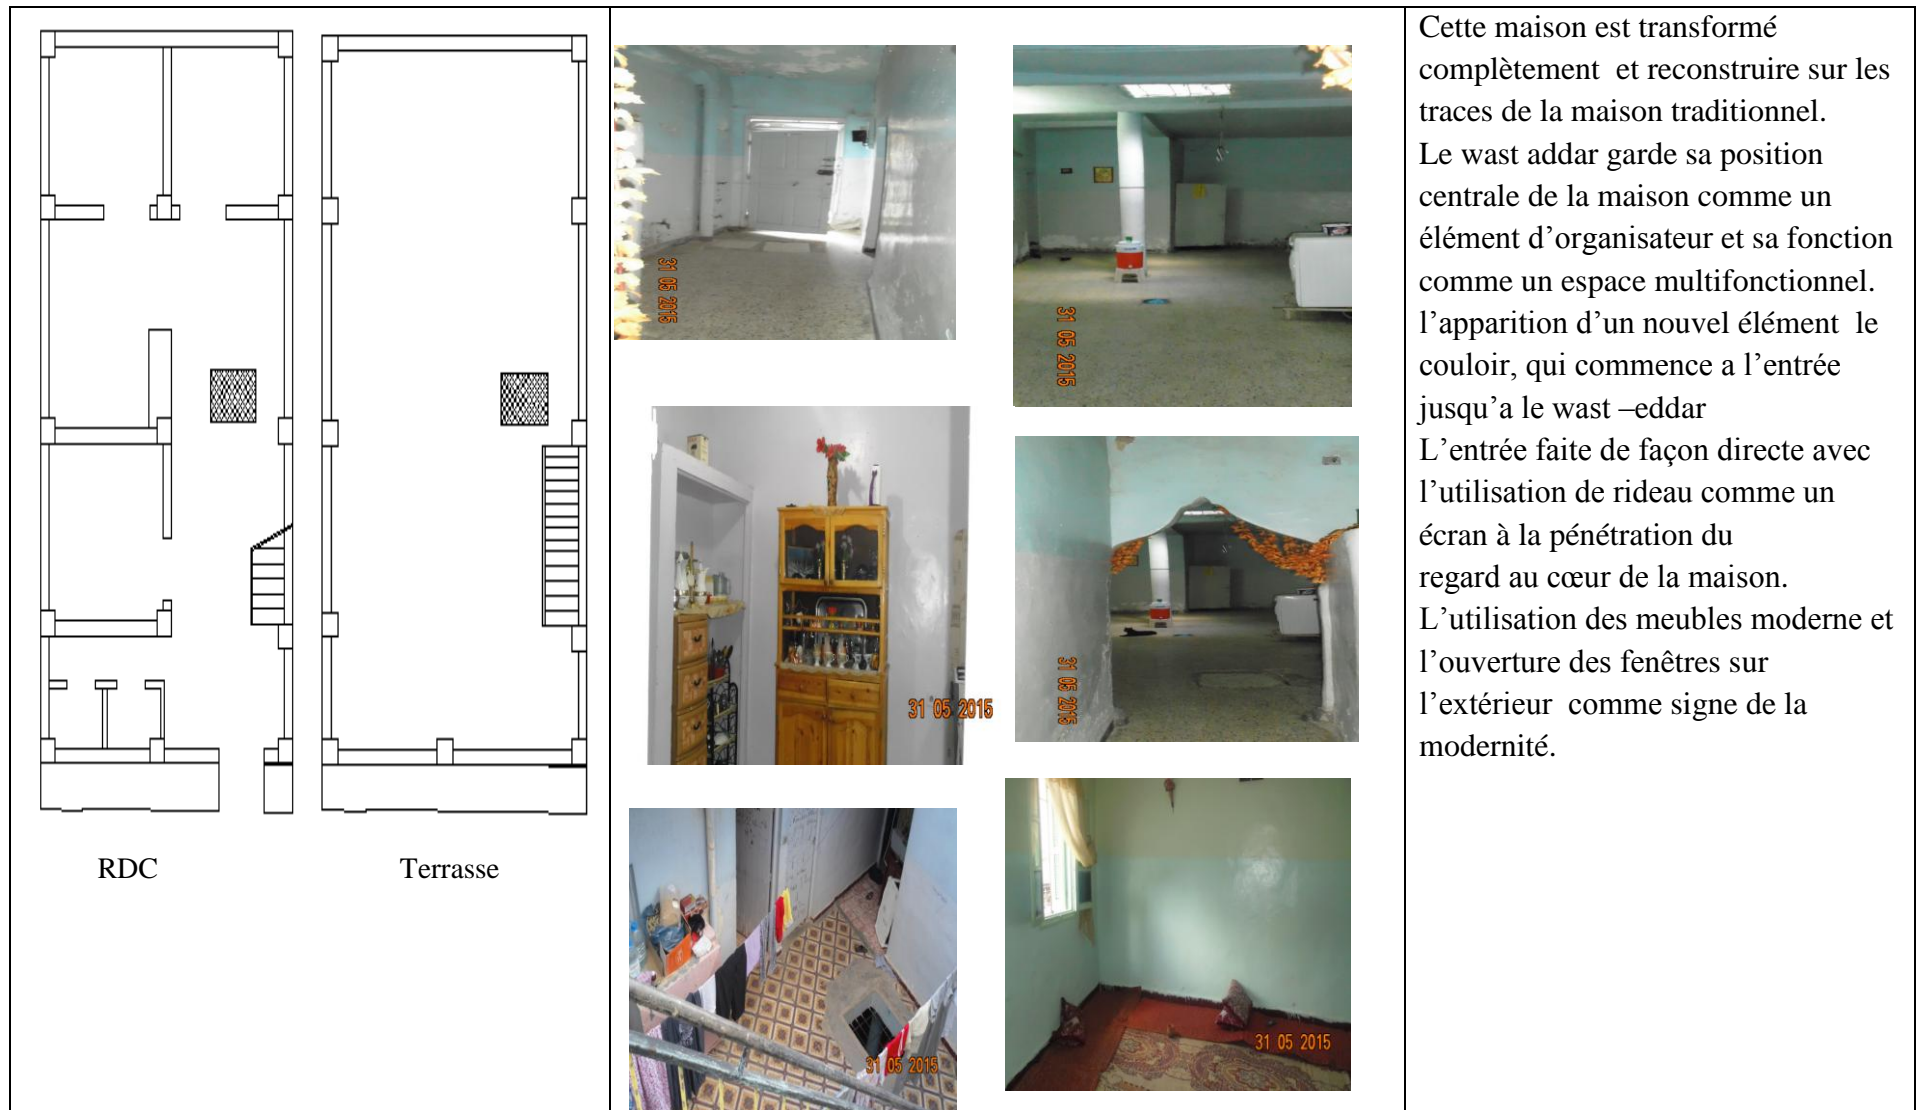 RDC
Terrasse
31 05 2015
31 05 2015
31 05 2015
31 05 2015
31 05 2015
31 05 2015
Cette maison est transformé
complètement et reconstruire sur les
traces de la maison traditionnel.
Le wast addar garde sa position
centrale de la maison comme un
élément d’organisateur et sa fonction
comme un espace multifonctionnel.
l’apparition d’un nouvel élément le
couloir, qui commence a l’entrée
jusqu’a le wast –eddar
L’entrée faite de façon directe avec
l’utilisation de rideau comme un
écran à la pénétration du
regard au cœur de la maison.
L’utilisation des meubles moderne et
l’ouverture des fenêtres sur
l’extérieur comme signe de la
modernité.